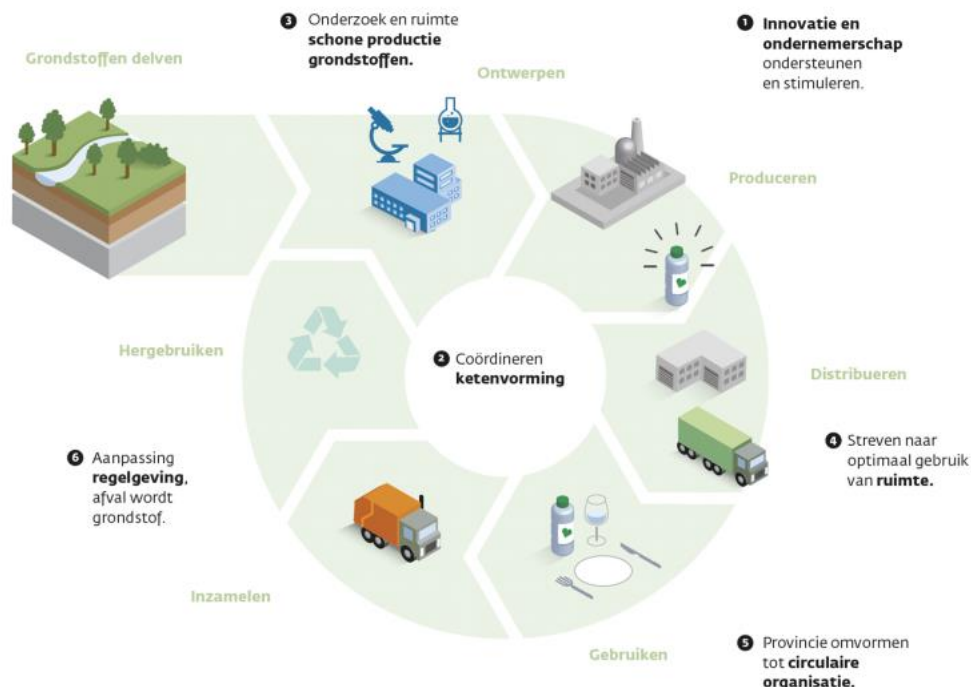 ❸ Onderzoek en ruimte
schone productie
grondstoffen.
❶ Innovatie en
ondernemerschap
ondersteunen
en stimuleren.
Grondstoffen delven
Ontwerpen
Produceren
Hergebruiken
❷ Coördineren
ketenvorming
Distribueren
❹ Streven naar
optimaal gebruik
van ruimte.
❻ Aanpassing
regelgeving,
afval wordt
grondstof.
Inzamelen
Gebruiken
❺ Provincie omvormen
tot circulaire
organisatie.